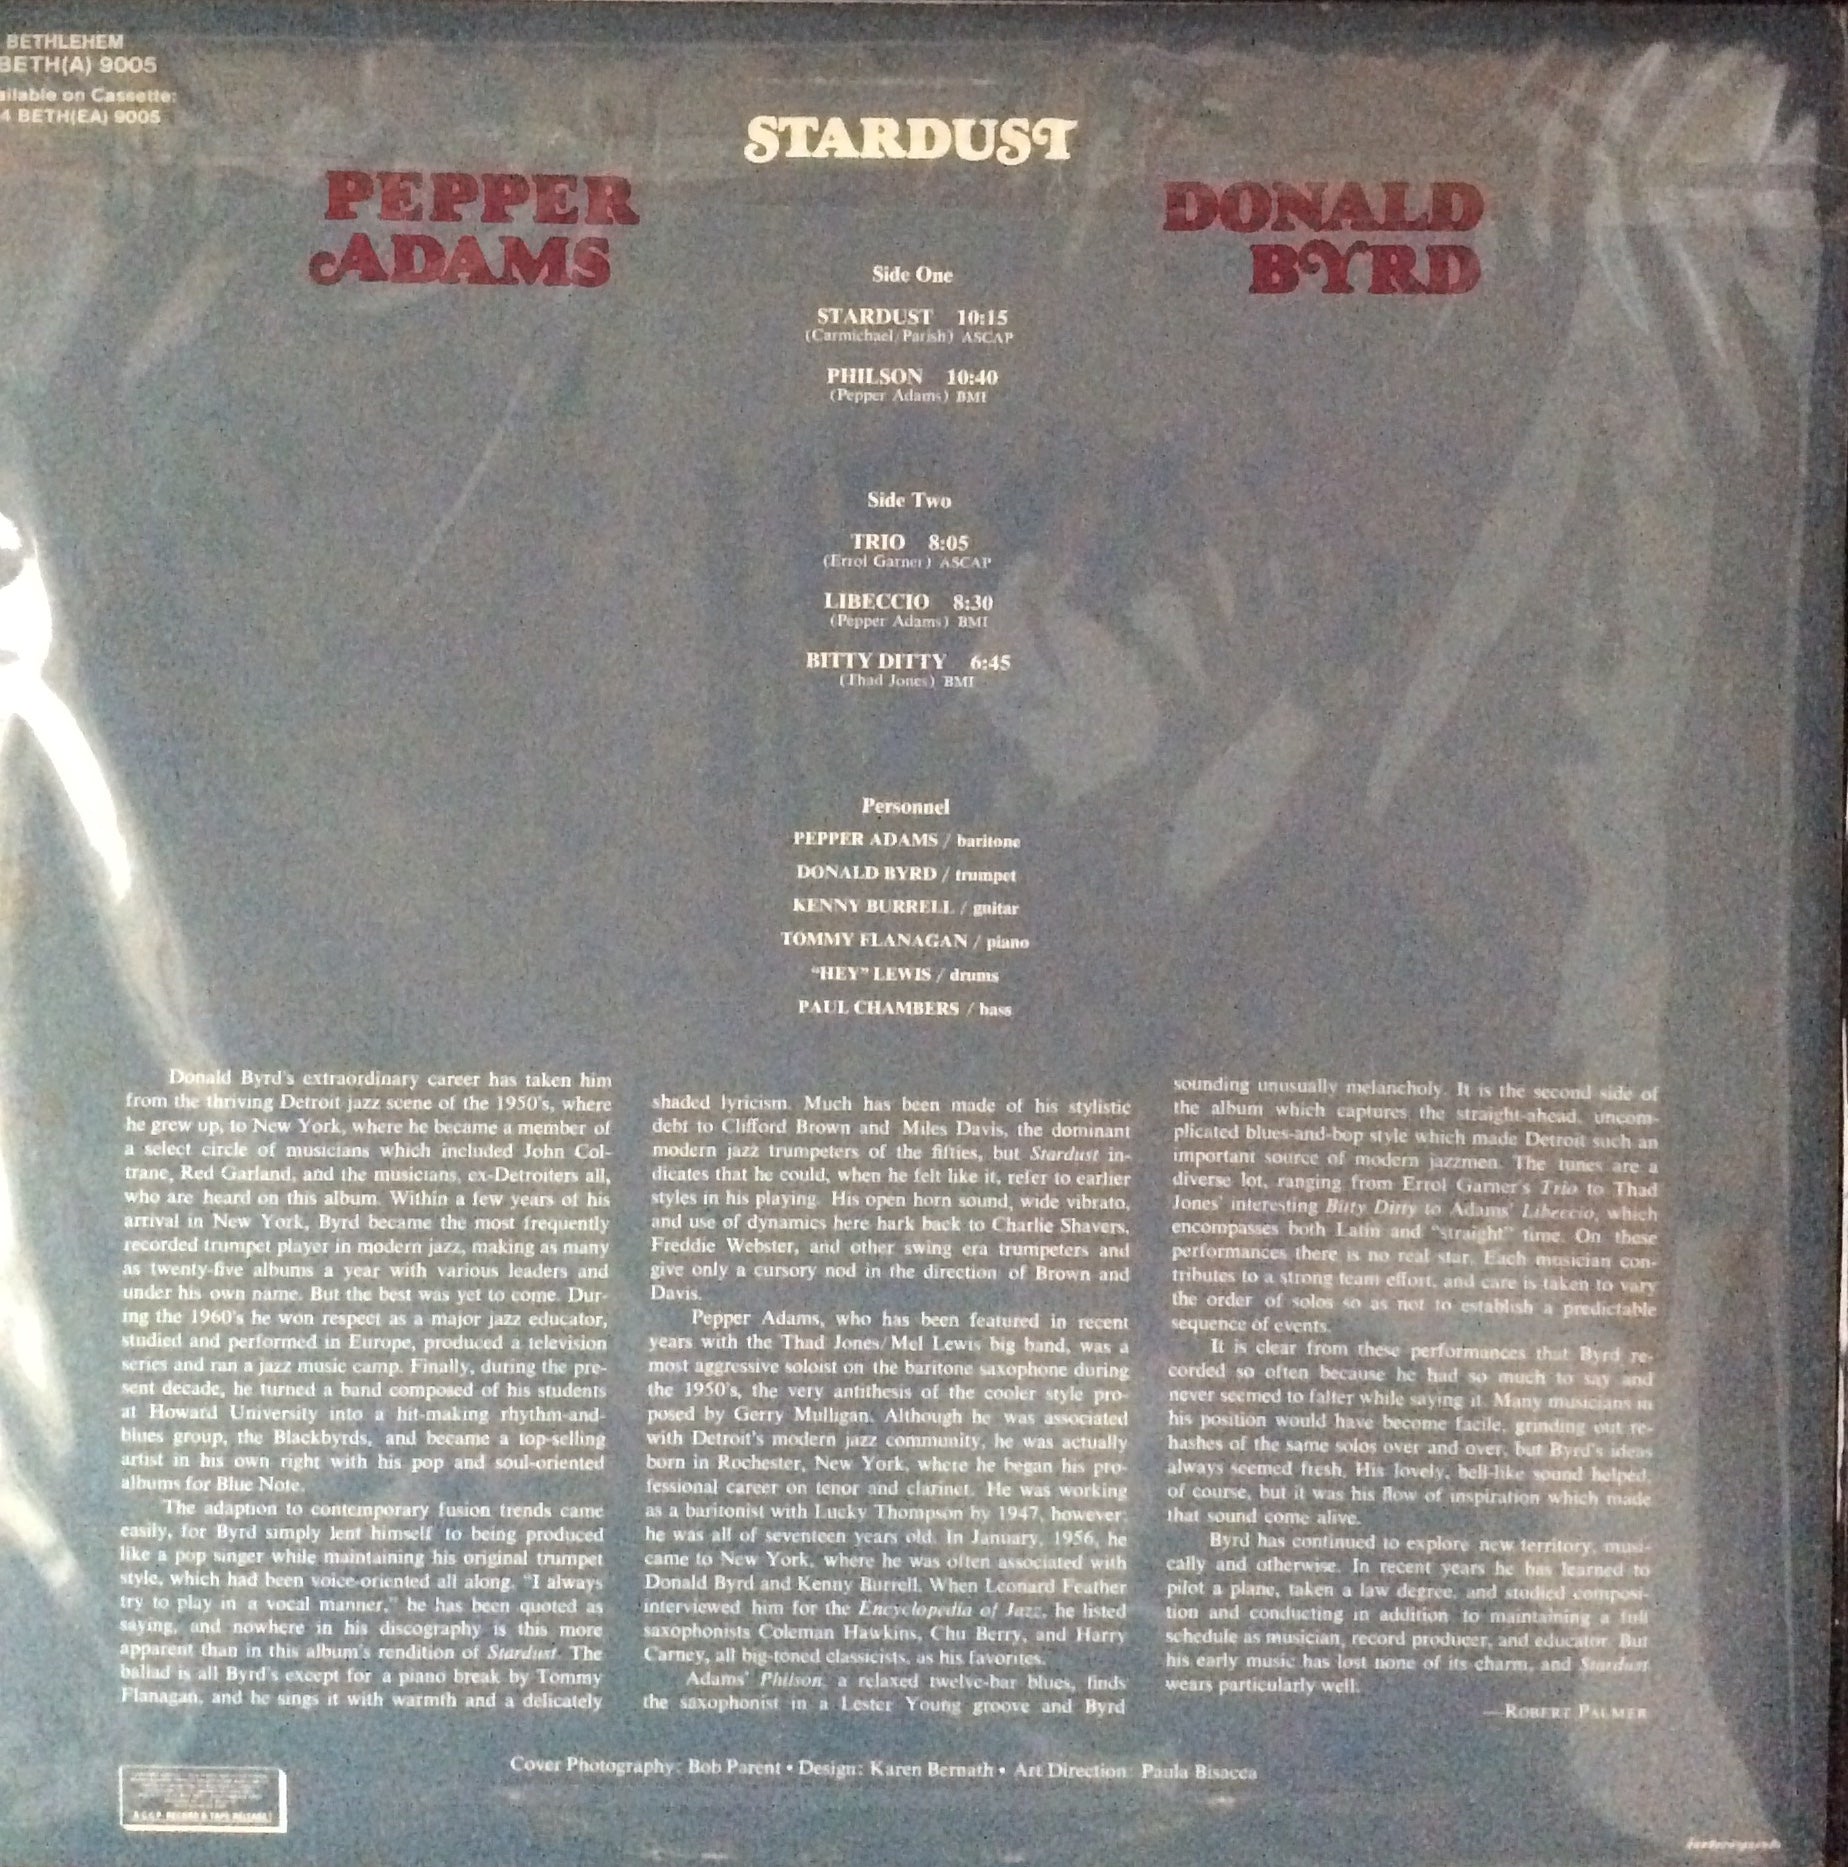 BETHLEHEM
BETH(A) 9005
ilable on Cassette:
4 BETH(EA) 9005
STARDUST
PEPPER
ADAMS
DONALD
BYRD
Side One
STARDUST 10:15
(Carmichael/Parish) ASCAP
PHILSON 10:40
(Pepper Adams) BMI
Side Two
TRIO 8:05
(Errol Garner) ASCAP
LIBECCIO 8:30
(Pepper Adams) BMI
BITTY DITTY 6:45
(Thad Jones) BMI
Personnel
PEPPER ADAMS / baritone
DONALD BYRD / trumpet
KENNY BURRELL / guitar
TOMMY FLANAGAN / piano
"HEY" LEWIS / drums
PAUL CHAMBERS / bass
Donald Byrd's extraordinary career has taken him
from the thriving Detroit jazz scene of the 1950's, where
he grew up, to New York, where he became a member of
a select circle of musicians which included John Col-
trane, Red Garland, and the musicians, ex-Detroiters all,
who are heard on this album. Within a few years of his
arrival in New York, Byrd became the most frequently
recorded trumpet player in modern jazz, making as many
as twenty-five albums a year with various leaders and
under his own name. But the best was yet to come. Dur-
ing the 1960's he won respect as a major jazz educator,
studied and performed in Europe, produced a television
series and ran a jazz music camp. Finally, during the pre-
sent decade, he turned a band composed of his students
at Howard University into a hit-making rhythm-and-
blues group, the Blackbyrds, and became a top-selling
artist in his own right with his pop and soul-oriented
albums for Blue Note.
The adaption to contemporary fusion trends came
easily, for Byrd simply lent himself to being produced
like a pop singer while maintaining his original trumpet
style, which had been voice-oriented all along. "I always
try to play in a vocal manner," he has been quoted as
saying, and nowhere in his discography is this more
apparent than in this album's rendition of Stardust. The
ballad is all Byrd's except for a piano break by Tommy
Flanagan, and he sings it with warmth and a delicately
shaded lyricism. Much has been made of his stylistic
debt to Clifford Brown and Miles Davis, the dominant
modern jazz trumpeters of the fifties, but Stardust in-
dicates that he could, when he felt like it, refer to earlier
styles in his playing. His open horn sound, wide vibrato,
and use of dynamics here hark back to Charlie Shavers,
Freddie Webster, and other swing era trumpeters and
give only a cursory nod in the direction of Brown and
Davis.
Pepper Adams, who has been featured in recent
years with the Thad Jones/Mel Lewis big band, was a
most aggressive soloist on the baritone saxophone during
the 1950's, the very antithesis of the cooler style pro-
posed by Gerry Mulligan. Although he was associated
with Detroit's modern jazz community, he was actually
born in Rochester, New York, where he began his pro-
fessional career on tenor and clarinet. He was working
as a baritonist with Lucky Thompson by 1947, however;
he was all of seventeen years old. In January, 1956, he
came to New York, where he was often associated with
Donald Byrd and Kenny Burrell. When Leonard Feather
interviewed him for the Encyclopedia of Jazz, he listed
saxophonists Coleman Hawkins, Chu Berry, and Harry
Carney, all big-toned classicists, as his favorites.
Adams' Philson, a relaxed twelve-bar blues, finds
the saxophonist in a Lester Young groove and Byrd
sounding unusually melancholy. It is the second side of
the album which captures the straight-ahead, uncom-
plicated blues-and-bop style which made Detroit such an
important source of modern jazzmen. The tunes are a
diverse lot, ranging from Errol Garner's Trio to Thad
Jones' interesting Bitty Ditty to Adams' Libeccio, which
encompasses both Latin and "straight" time. On these
performances there is no real star. Each musician con-
tributes to a strong team effort, and care is taken to vary
the order of solos so as not to establish a predictable
sequence of events.
It is clear from these performances that Byrd re-
corded so often because he had so much to say and
never seemed to falter while saying it. Many musicians in
his position would have become facile, grinding out re-
hashes of the same solos over and over, but Byrd's ideas
always seemed fresh. His lovely, bell-like sound helped,
of course, but it was his flow of inspiration which made
that sound come alive.
Byrd has continued to explore new territory, musi-
cally and otherwise. In recent years he has learned to
pilot a plane, taken a law degree, and studied composi-
tion and conducting in addition to maintaining a full
schedule as musician, record producer, and educator. But
his early music has lost none of its charm, and Stardust
wears particularly well.
—ROBERT PALMER
Cover Photography: Bob Parent • Design: Karen Bernath • Art Direction: Paula Bisacca
RECORD & TAPE RELEASE